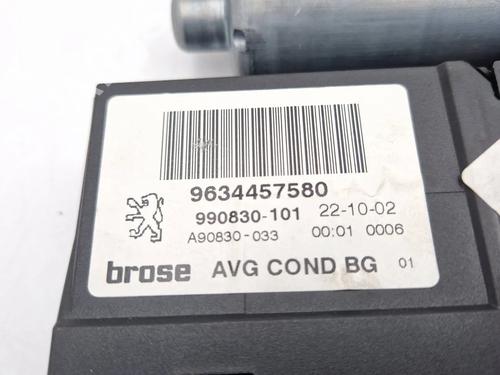 9634457580
990830-101 22-10-02
A90830-033 00:01 0006
brose AVG COND BG 01